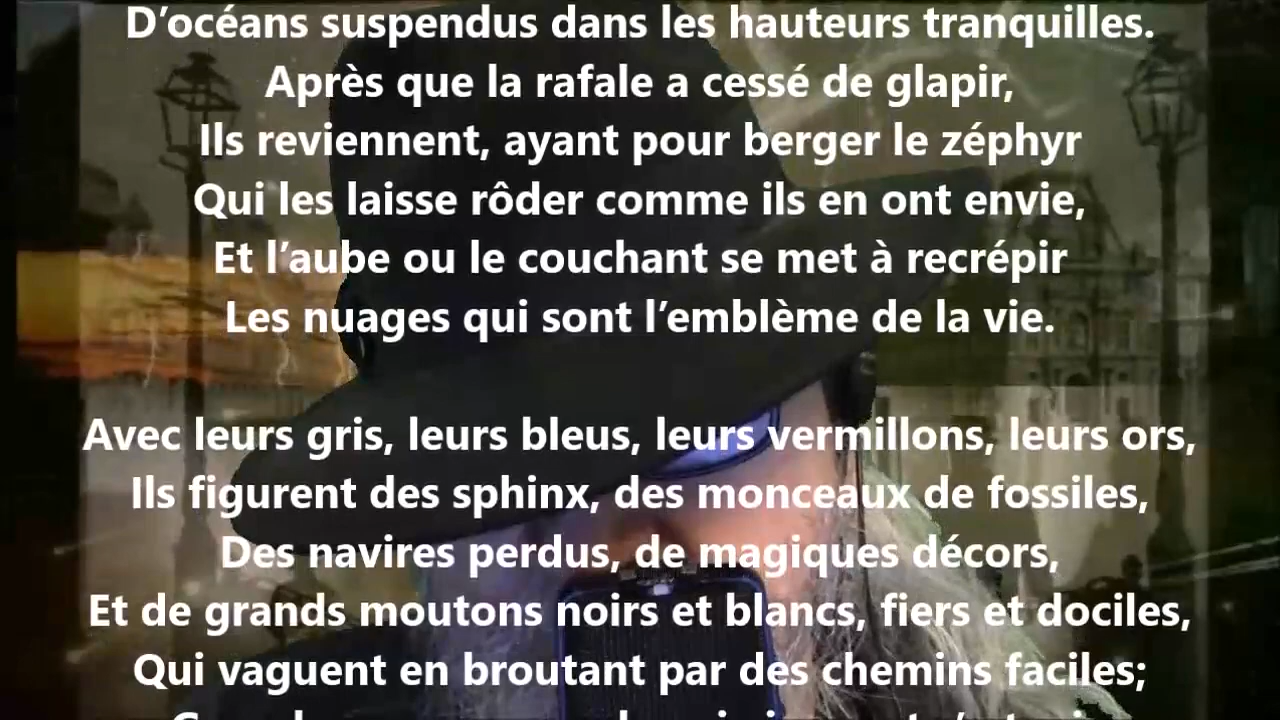 D’océans suspendus dans les hauteurs tranquilles.
Après que la rafale a cessé de glapir,
Ils reviennent, ayant pour berger le zéphyr
Qui les laisse rôder comme ils en ont envie,
Et l’aube ou le couchant se met à recrépir
Les nuages qui sont l’emblème de la vie.
Avec leurs gris, leurs bleus, leurs vermillons, leurs ors,
Ils figurent des sphinx, des monceaux de fossiles,
Des navires perdus, de magiques décors,
Et de grands moutons noirs et blancs, fiers et dociles,
Qui vaguent en broutant par des chemins faciles;